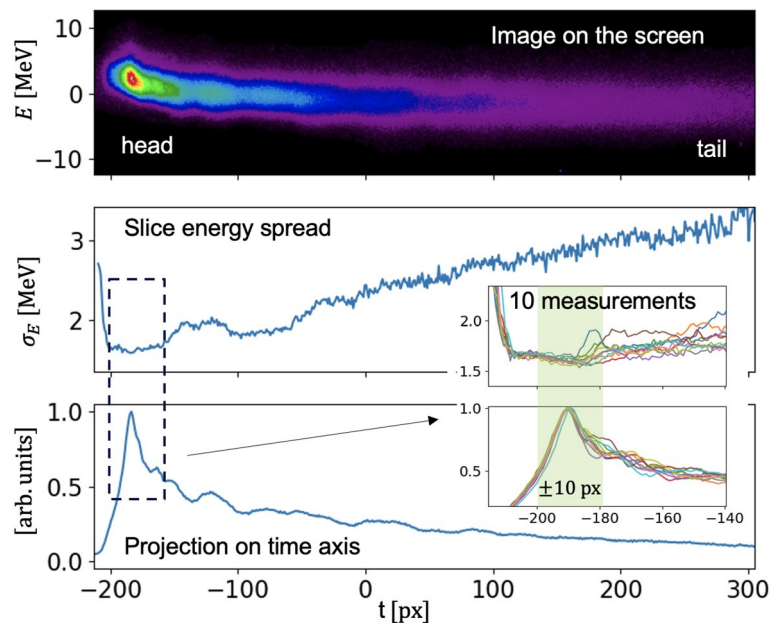 10
0
−10
E [MeV]
Image on the screen
head
tail
3
2
σ_E [MeV]
Slice energy spread
10 measurements
2.0
1.5
1.0
0.5
0.0
[arb. units]
Projection on time axis
1.0
0.5
±10 px
−200
−180
−160
−140
−200
−100
0
100
200
300
t [px]